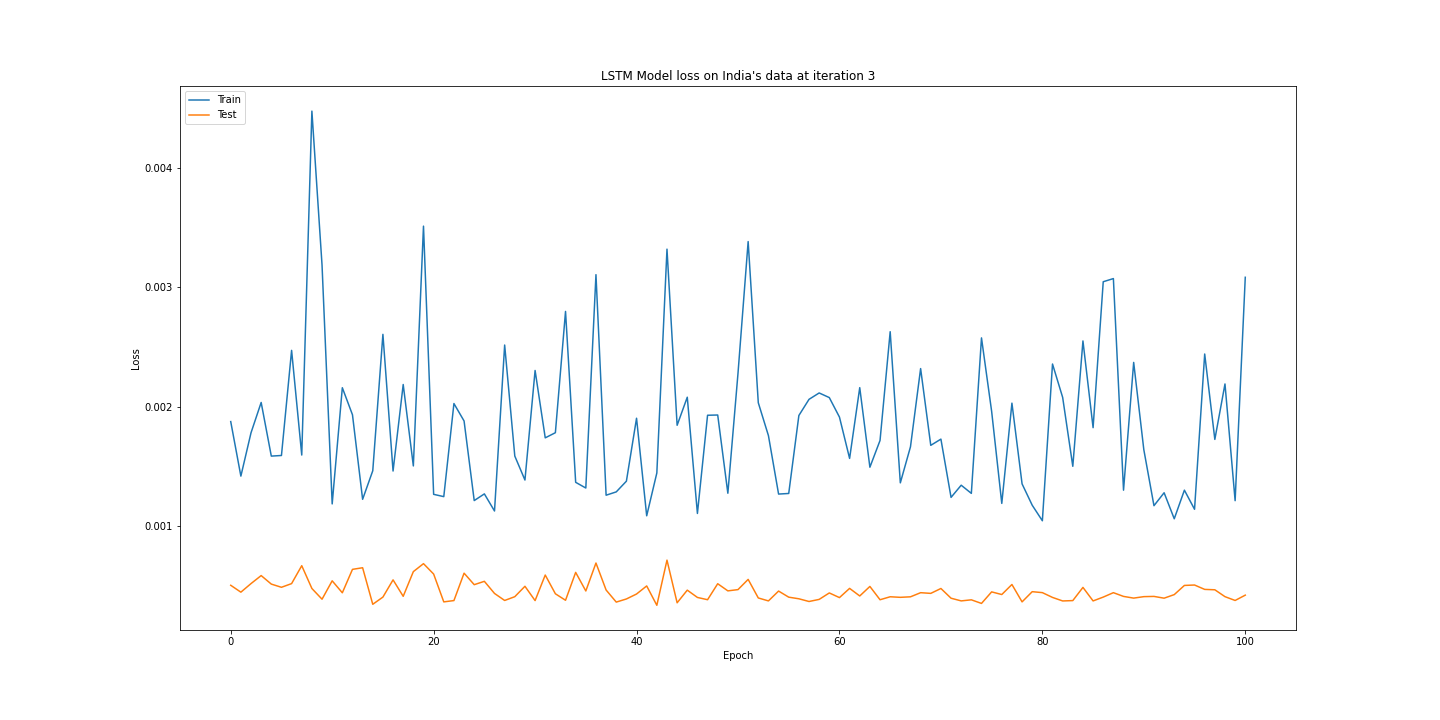 LSTM Model loss on India's data at iteration 3
Train
Test
0.004
0.003
0.002
0.001
Loss
0 20 40 60 80 100
Epoch